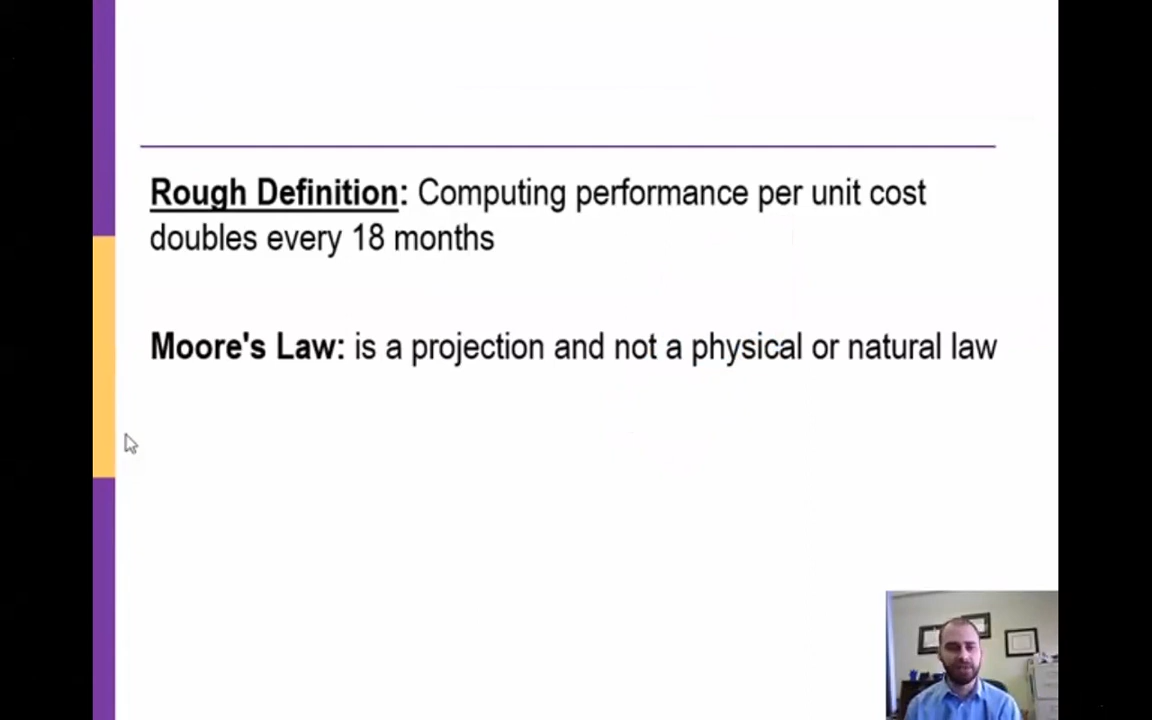 Rough Definition: Computing performance per unit cost
doubles every 18 months
Moore's Law: is a projection and not a physical or natural law